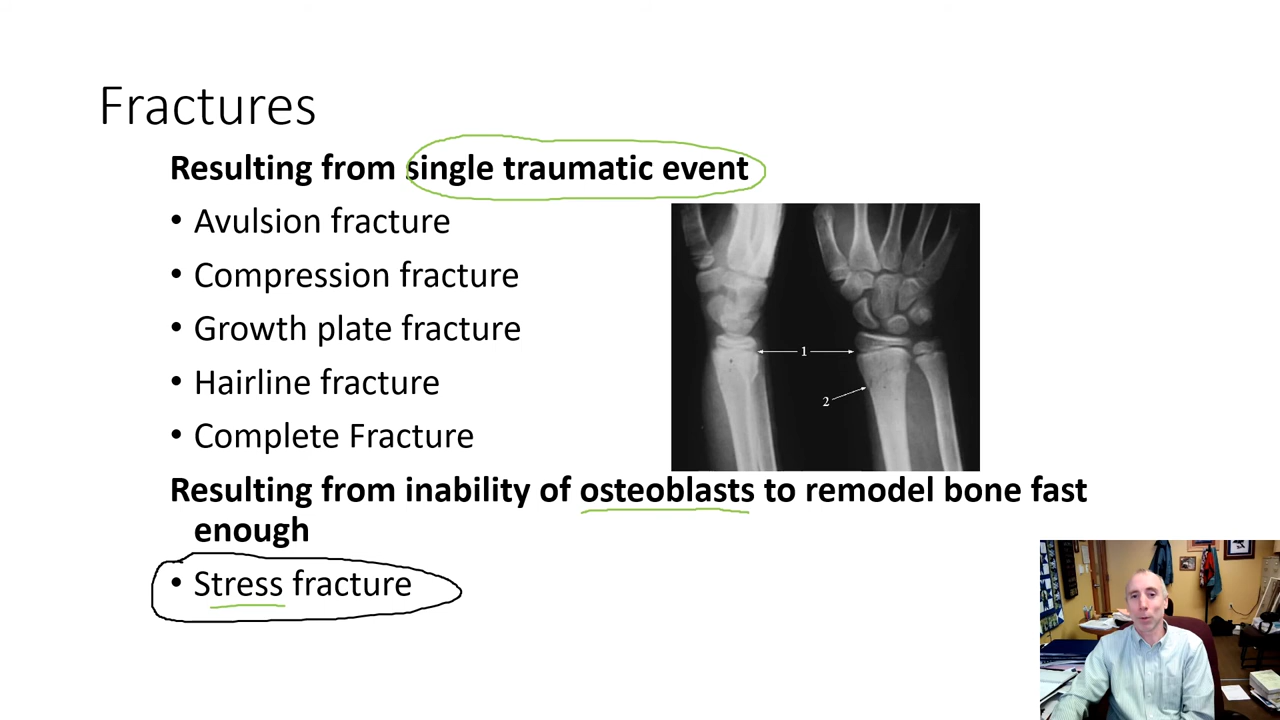 Fractures
Resulting from single traumatic event
• Avulsion fracture
• Compression fracture
• Growth plate fracture
• Hairline fracture
• Complete Fracture
1
2
Resulting from inability of osteoblasts to remodel bone fast
enough
• Stress fracture